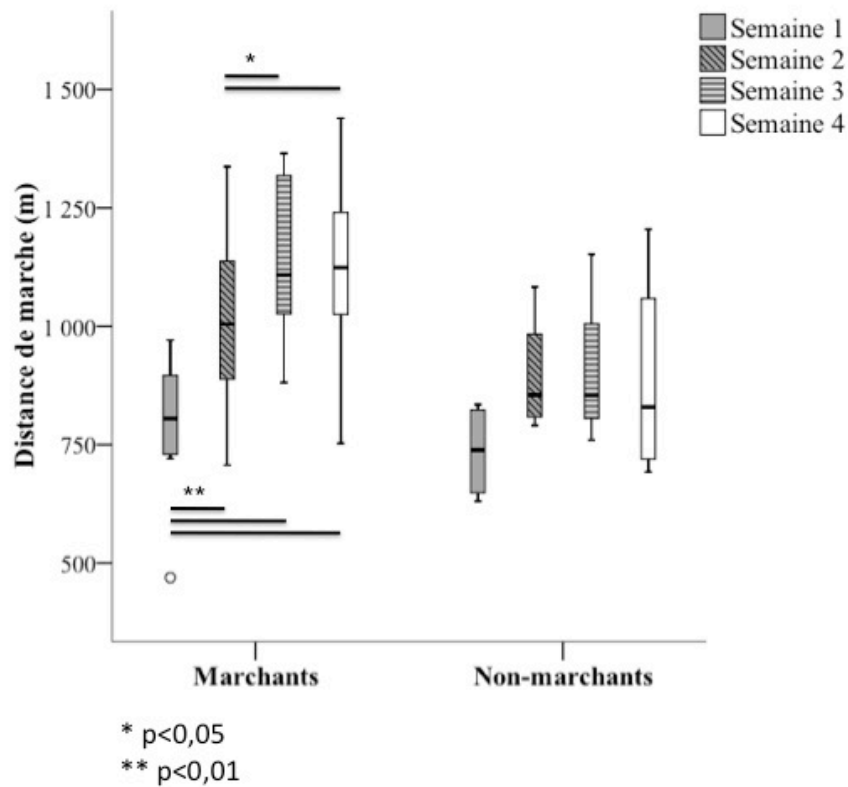 Semaine 1
Semaine 2
Semaine 3
Semaine 4
Distance de marche (m)
1 500
1 250
1 000
750
500
*
**
Marchants
Non-marchants
* p<0,05
** p<0,01